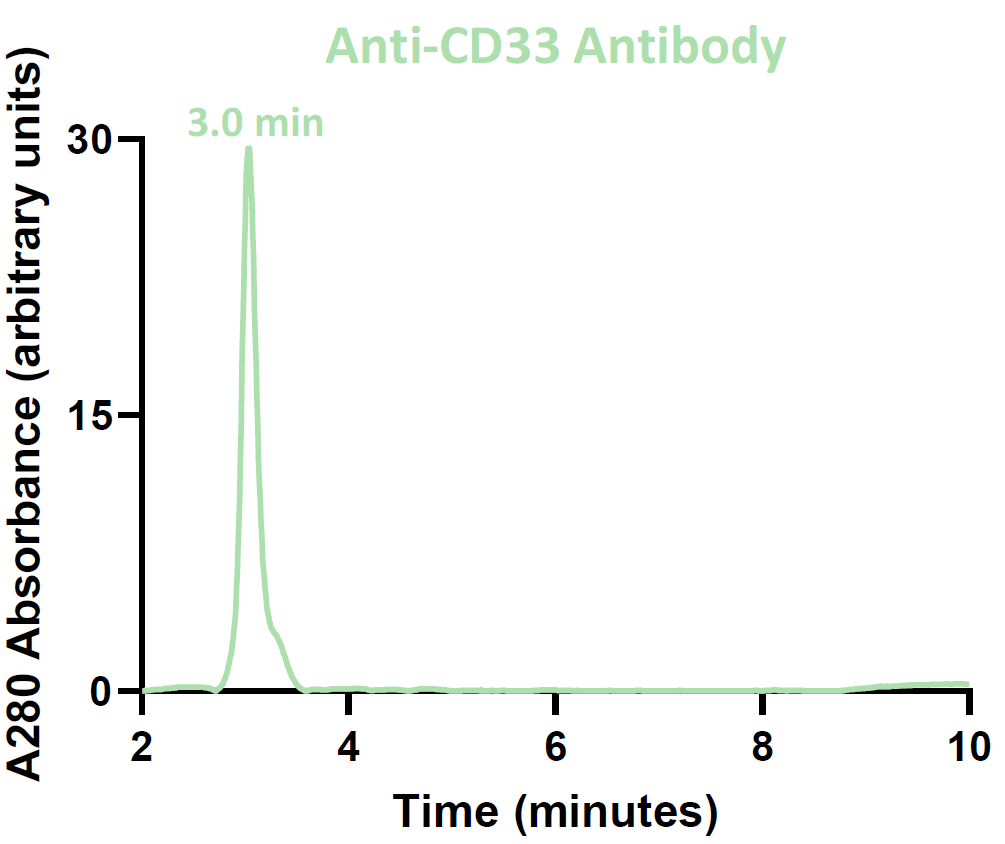 Anti-CD33 Antibody
3.0 min
A280 Absorbance (arbitrary units)
30
15
0
2 4 6 8 10
Time (minutes)